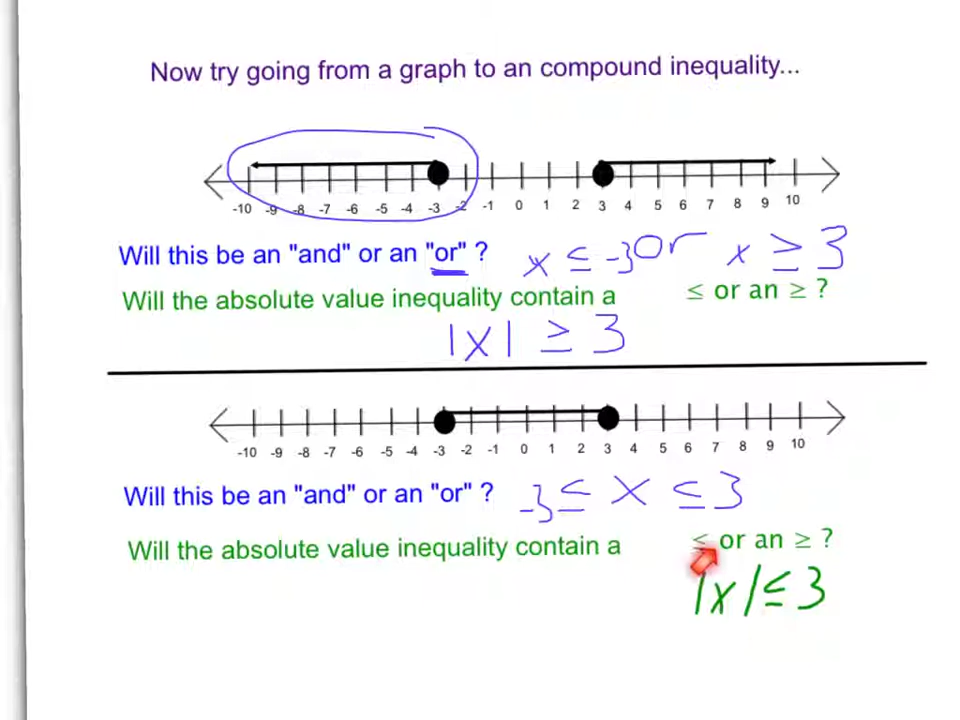 Now try going from a graph to an compound inequality...
-10 -9 -8 -7 -6 -5 -4 -3 -2 -1 0 1 2 3 4 5 6 7 8 9 10
Will this be an "and" or an "or" ? x ≤ -3 or x ≥ 3
Will the absolute value inequality contain a ≤ or an ≥ ?
|x| ≥ 3
-10 -9 -8 -7 -6 -5 -4 -3 -2 -1 0 1 2 3 4 5 6 7 8 9 10
Will this be an "and" or an "or" ? -3 ≤ x ≤ 3
Will the absolute value inequality contain a ≤ or an ≥ ?
|x| ≤ 3